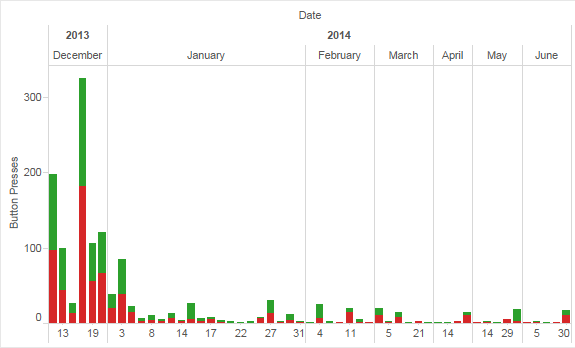 Date
2013 2014
December January February March April May June
Button Presses
300
200
100
0
13 19 3 8 14 17 22 27 31 4 11 5 21 14 14 29 5 30